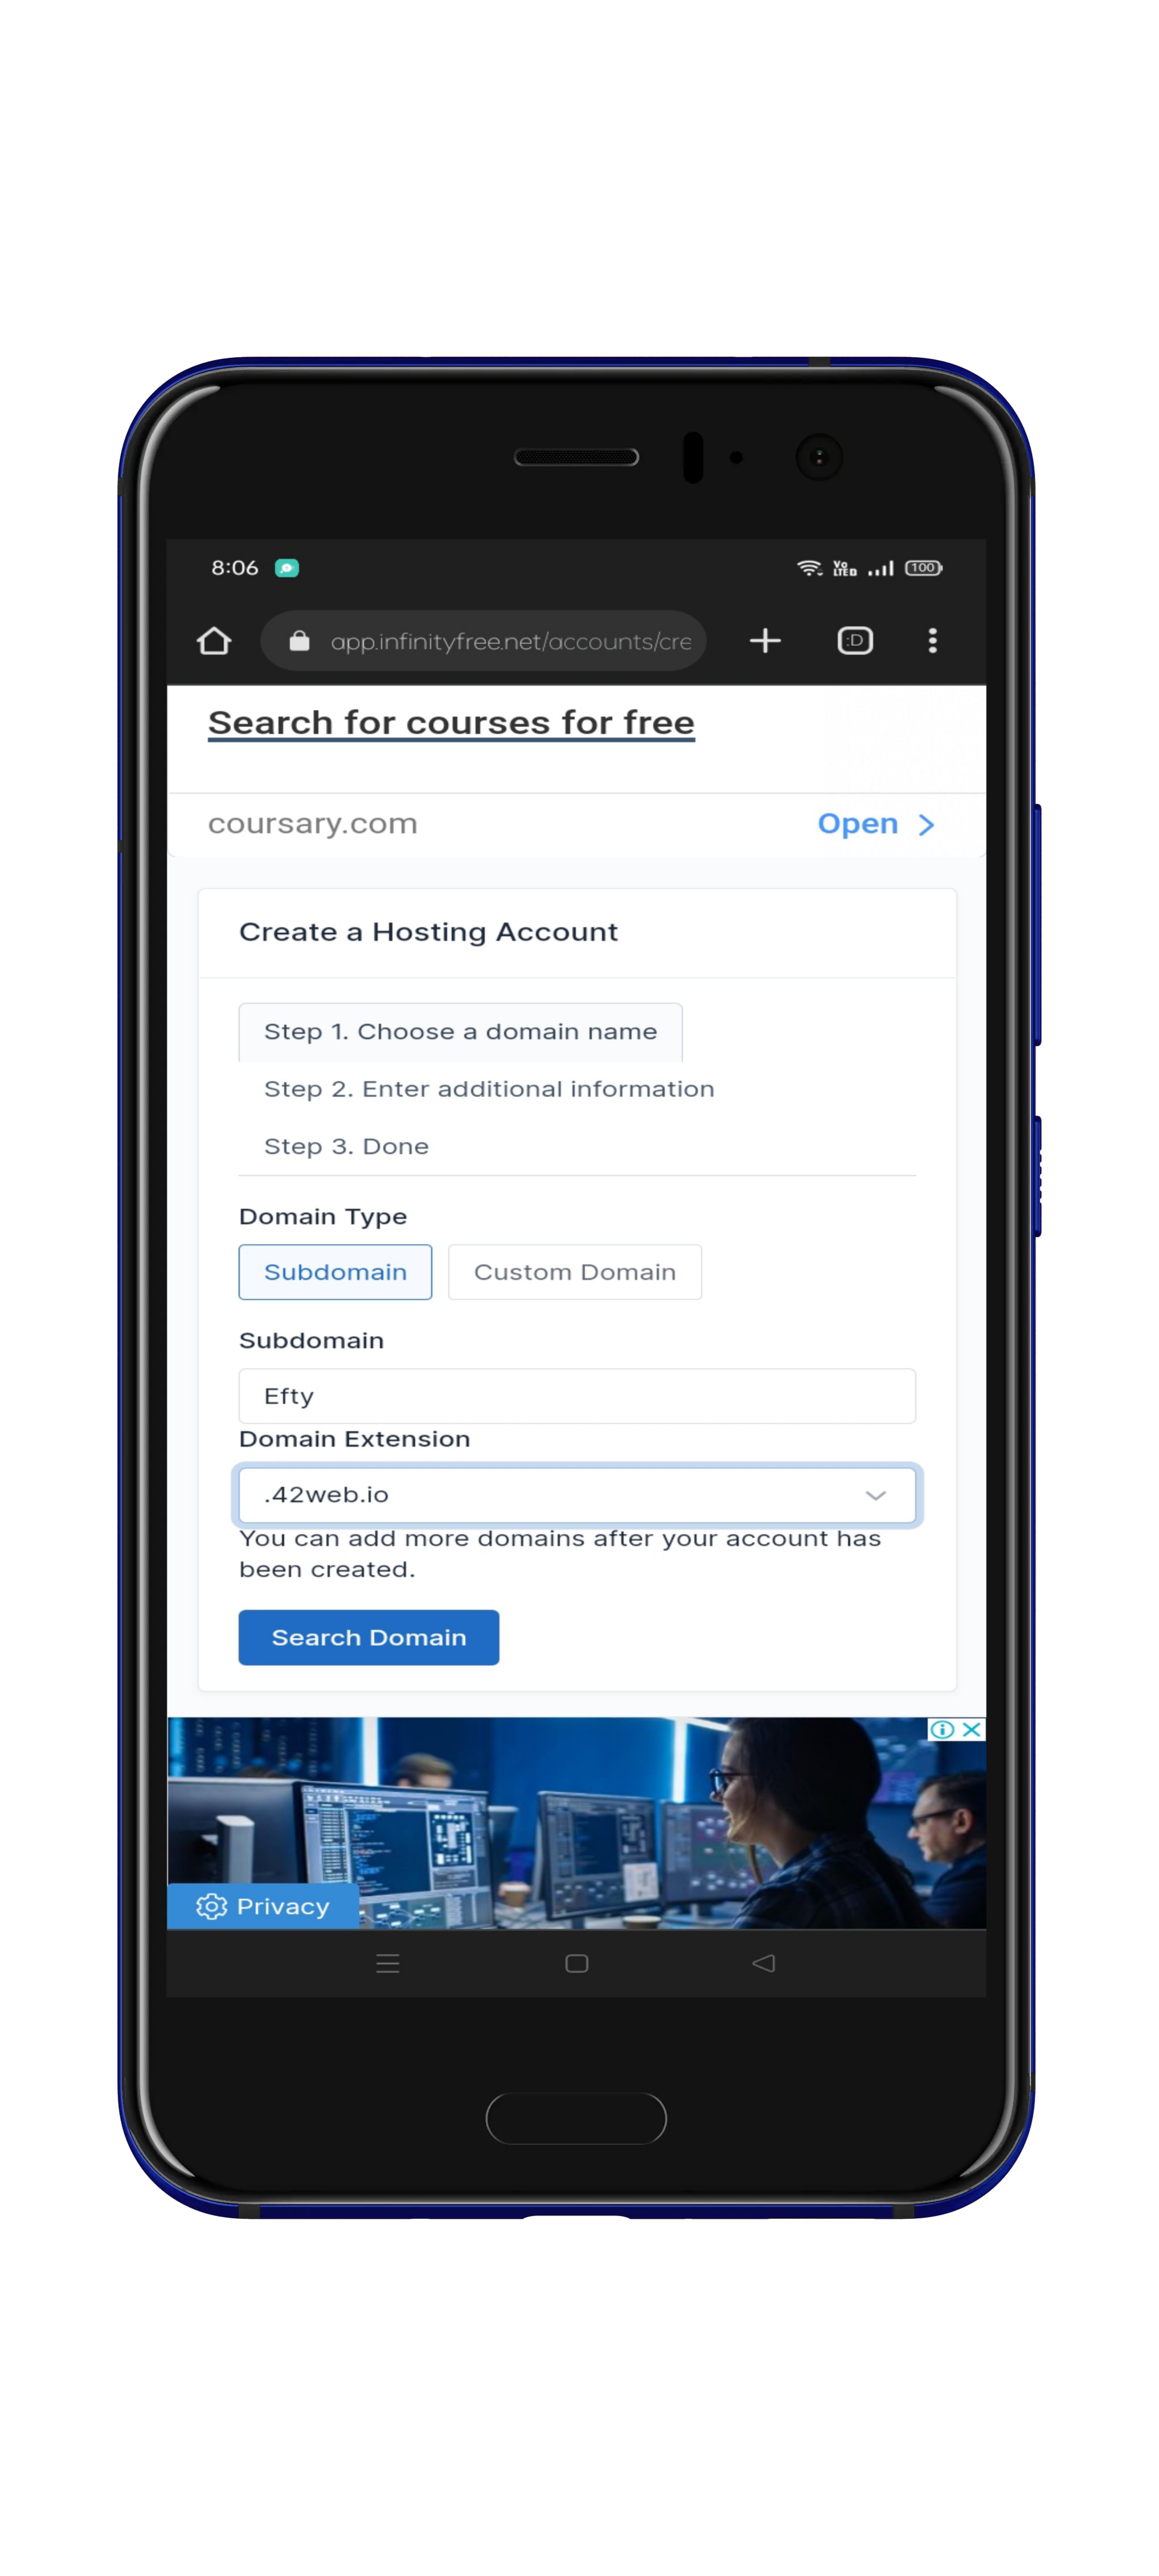 8:06
Vo
LTE
100
app.infinityfree.net/accounts/cre
:D
Search for courses for free
coursary.com
Open
Create a Hosting Account
Step 1. Choose a domain name
Step 2. Enter additional information
Step 3. Done
Domain Type
Subdomain
Custom Domain
Subdomain
Efty
Domain Extension
.42web.io
You can add more domains after your account has
been created.
Search Domain
Privacy